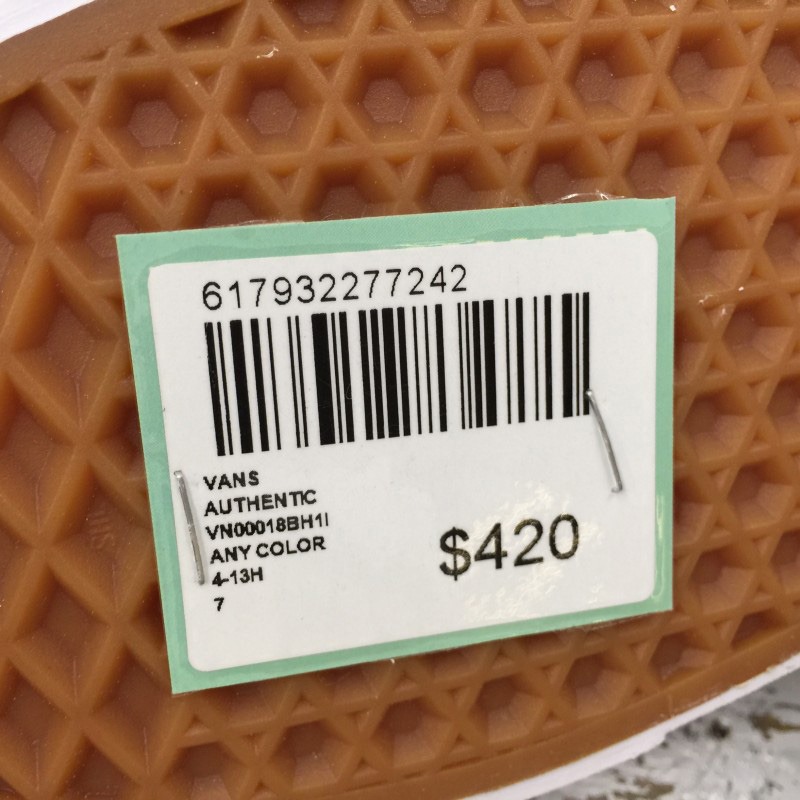 617932277242
VANS
AUTHENTIC
VN00018BH1I
ANY COLOR
4-13H
7
$420